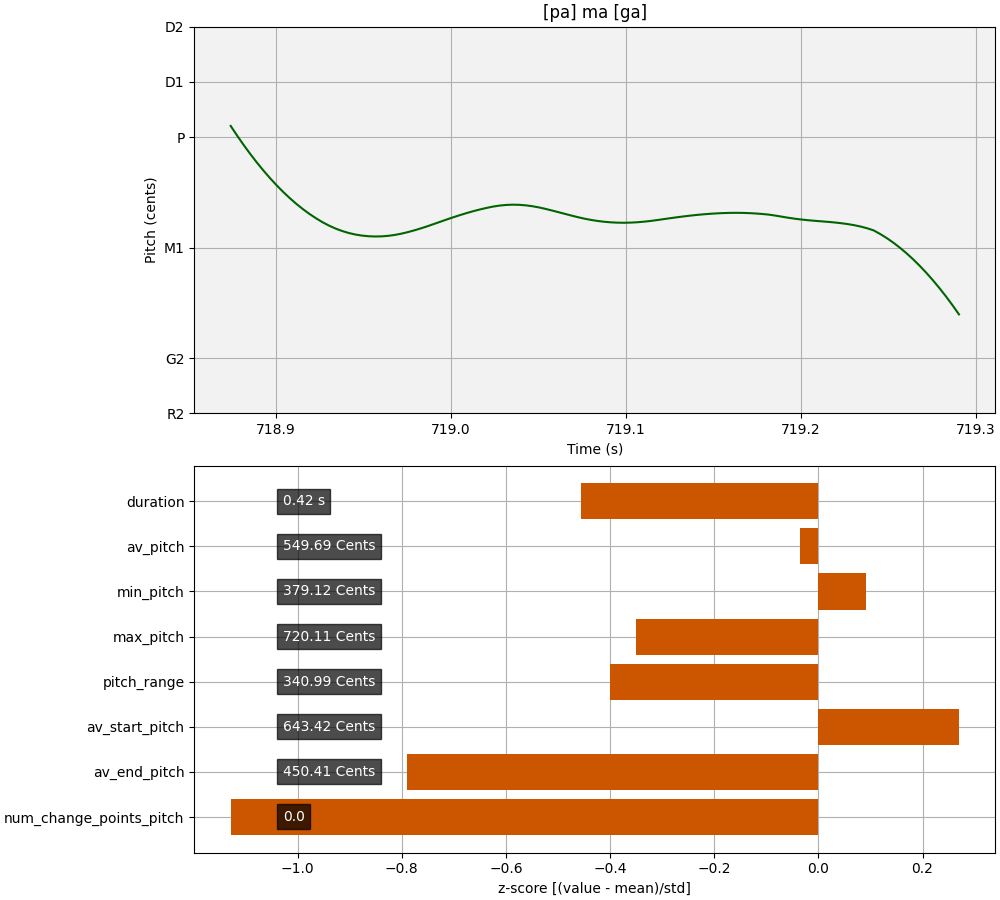 [pa] ma [ga]
D2
D1
P
M1
G2
R2
Pitch (cents)
718.9 719.0 719.1 719.2 719.3
Time (s)
duration 0.42 s
av_pitch 549.69 Cents
min_pitch 379.12 Cents
max_pitch 720.11 Cents
pitch_range 340.99 Cents
av_start_pitch 643.42 Cents
av_end_pitch 450.41 Cents
num_change_points_pitch 0.0
−1.0 −0.8 −0.6 −0.4 −0.2 0.0 0.2
z-score [(value - mean)/std]